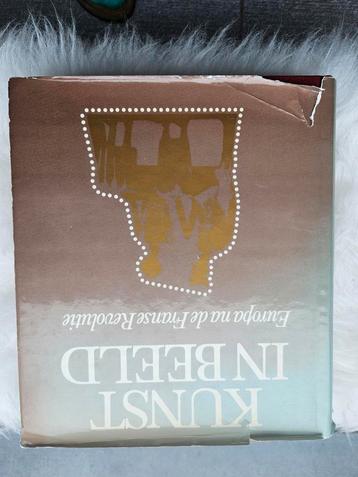 KUNST
IN BEELD
Europa na de Franse Revolutie